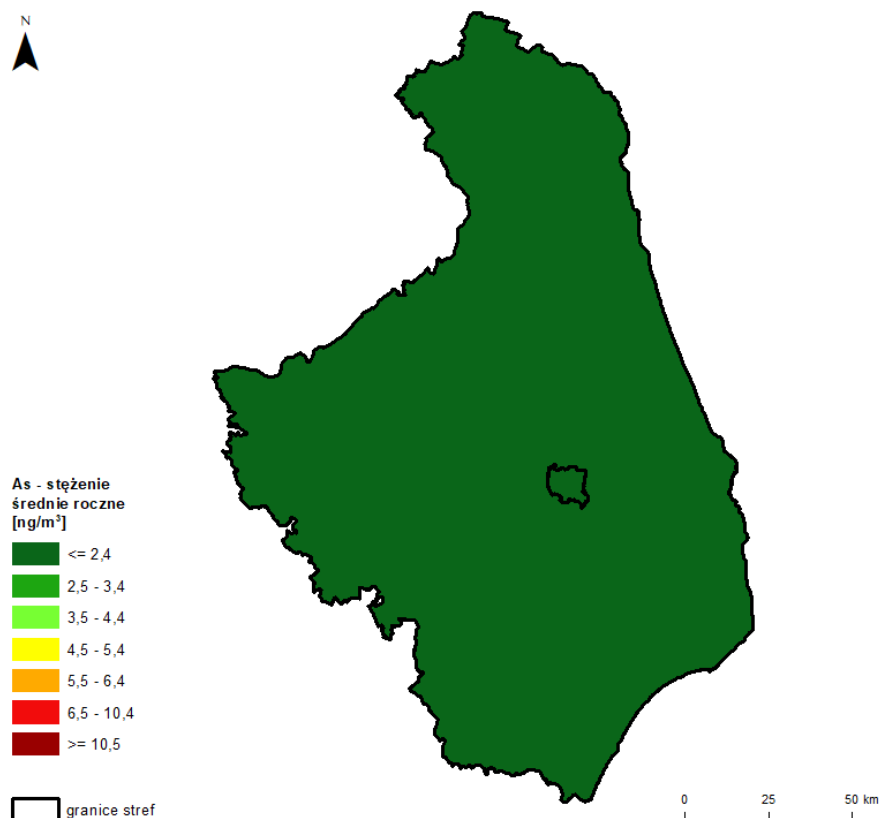 N
As - stężenie
średnie roczne
[ng/m³]
<= 2,4
2,5 - 3,4
3,5 - 4,4
4,5 - 5,4
5,5 - 6,4
6,5 - 10,4
>= 10,5
granice stref
0 25 50 km